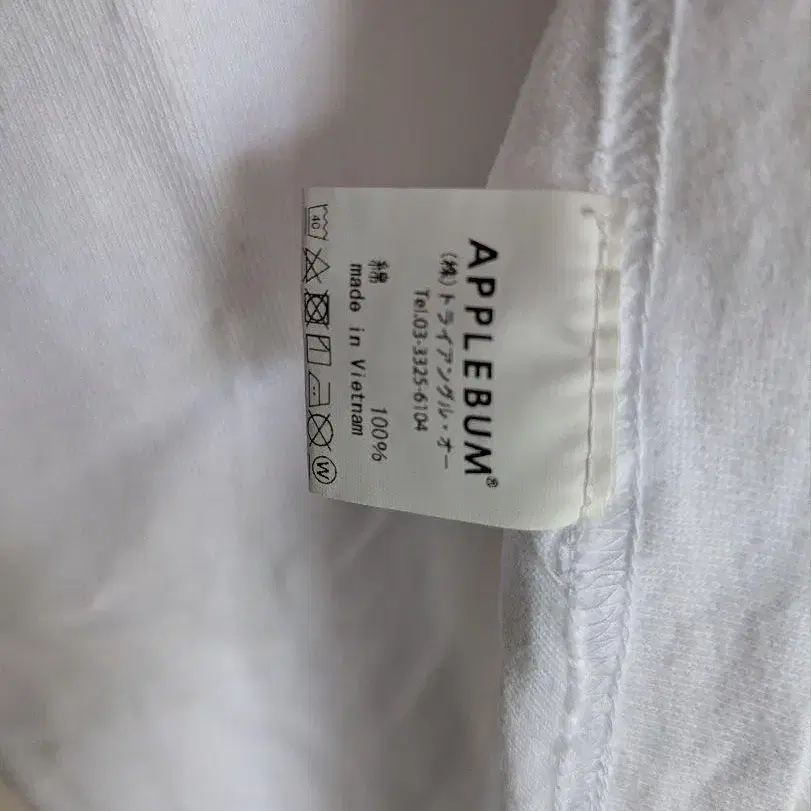 APPLEBUM®
(株)トライアングル・オー
Tel.03-3325-6104
綿 100%
made in Vietnam
40
W